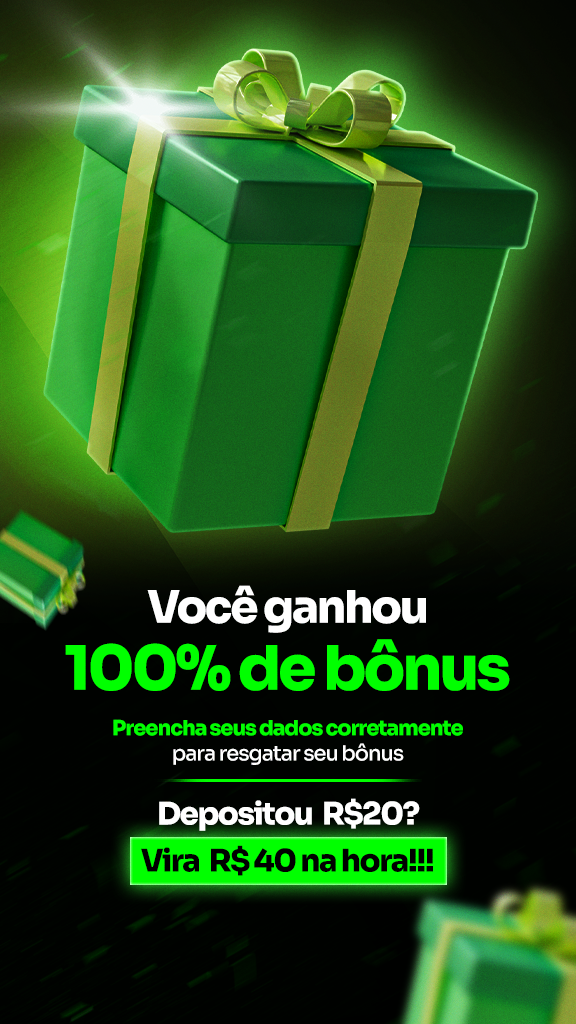 Você ganhou
100% de bônus
Preencha seus dados corretamente
para resgatar seu bônus
Depositou R$20?
Vira R$ 40 na hora!!!